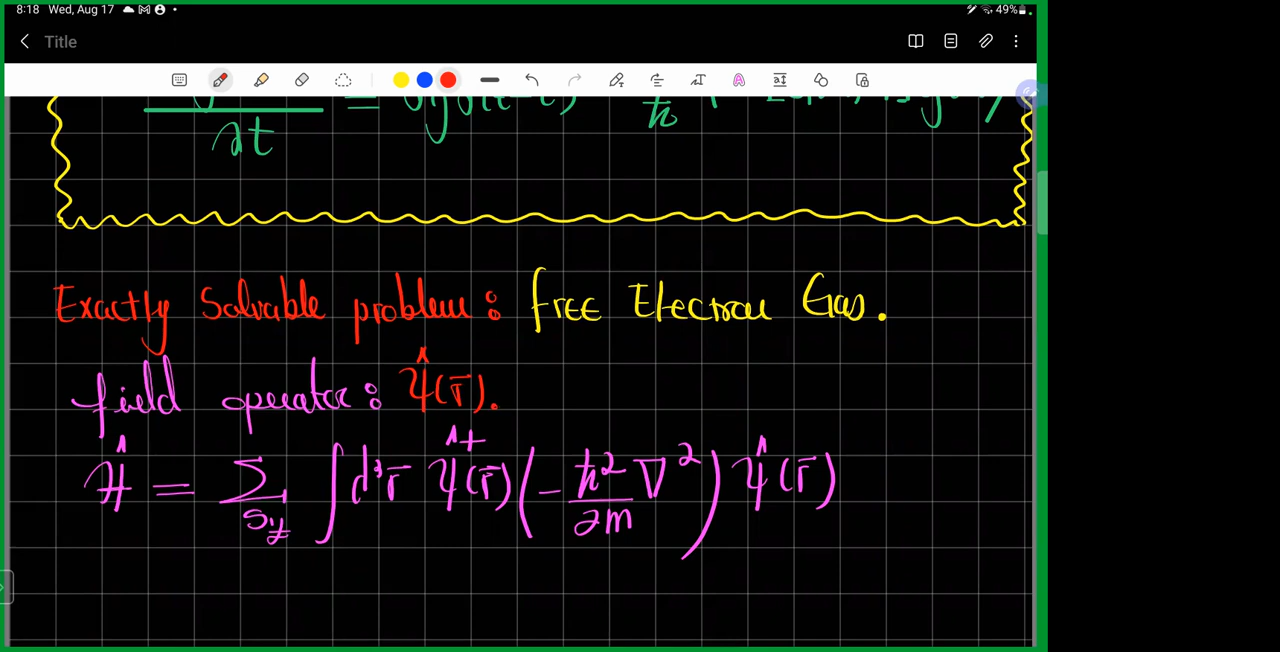 8:18 Wed, Aug 17 49%
Title
∂t ħ
Exactly Solvable problem: free Electron Gas.
field operator: ψ̂(r̄).
Ĥ = Σ_{S_z} ∫ d³r̄ ψ̂†(r̄) (-ħ²/2m ∇²) ψ̂(r̄)